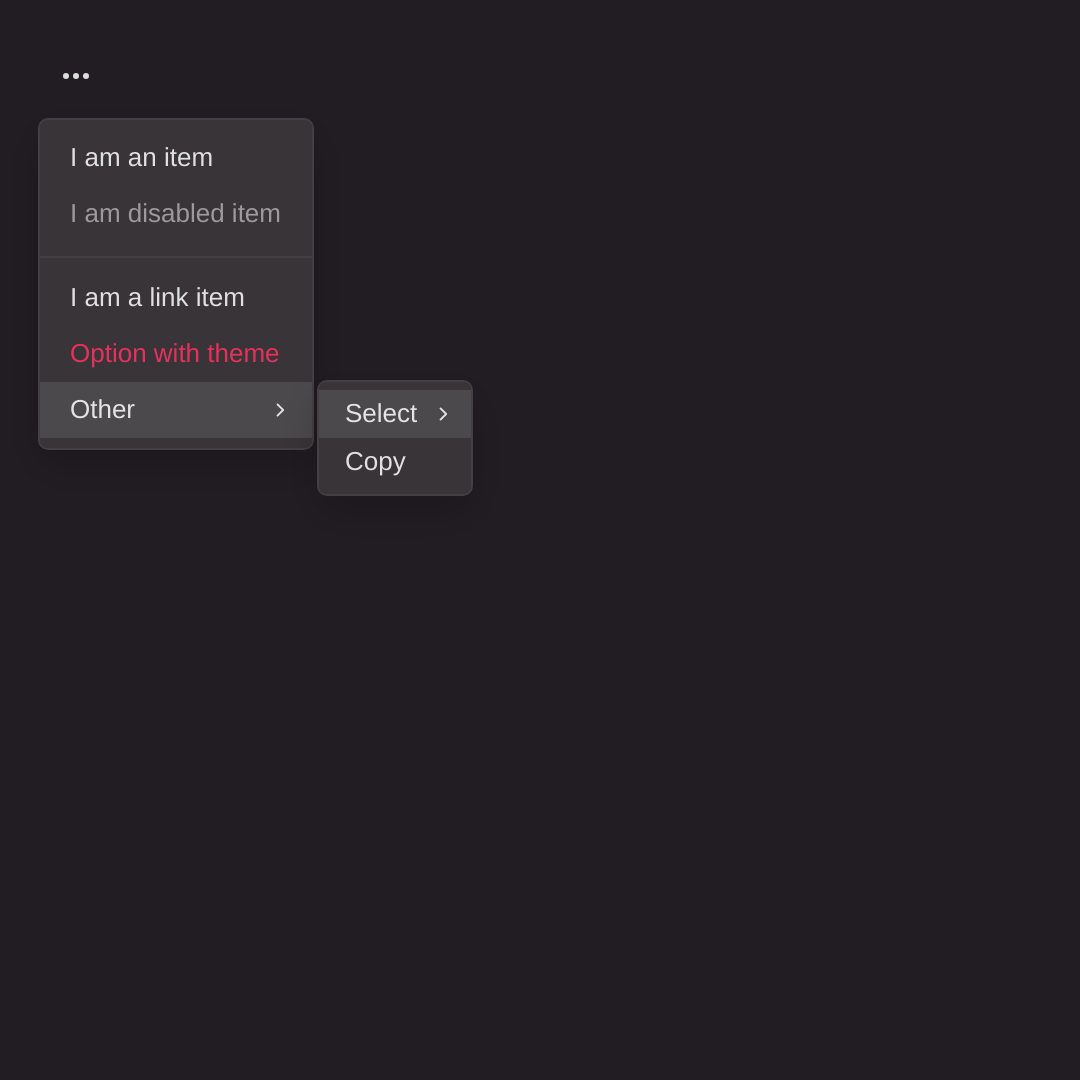 I am an item
I am disabled item
I am a link item
Option with theme
Other
Select
Copy